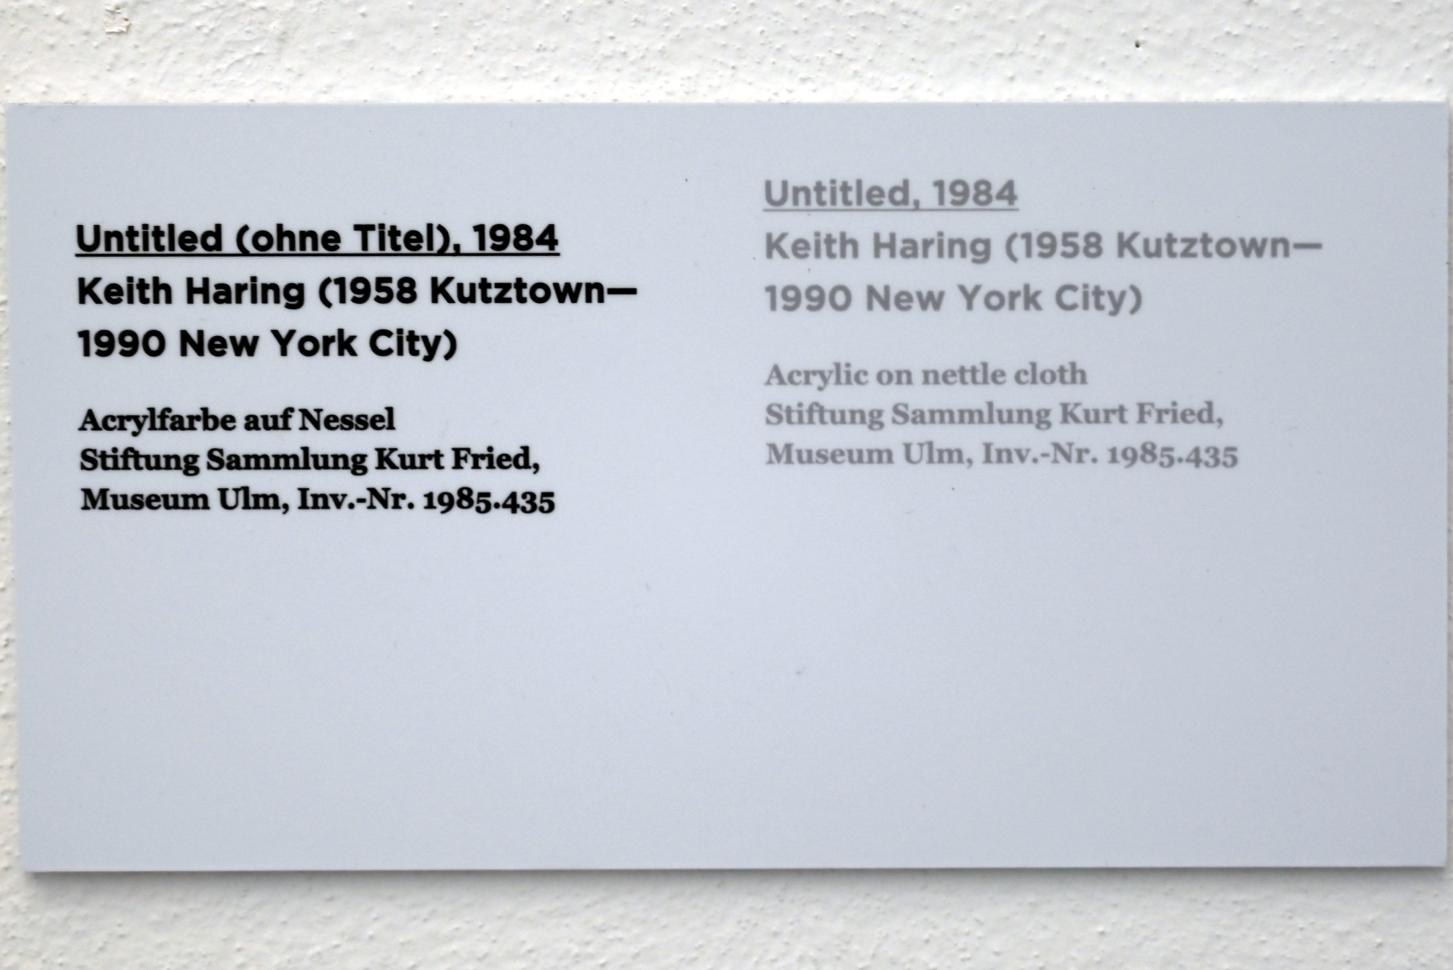 Untitled (ohne Titel), 1984
Keith Haring (1958 Kutztown—
1990 New York City)
Acrylfarbe auf Nessel
Stiftung Sammlung Kurt Fried,
Museum Ulm, Inv.-Nr. 1985.435
Untitled, 1984
Keith Haring (1958 Kutztown—
1990 New York City)
Acrylic on nettle cloth
Stiftung Sammlung Kurt Fried,
Museum Ulm, Inv.-Nr. 1985.435